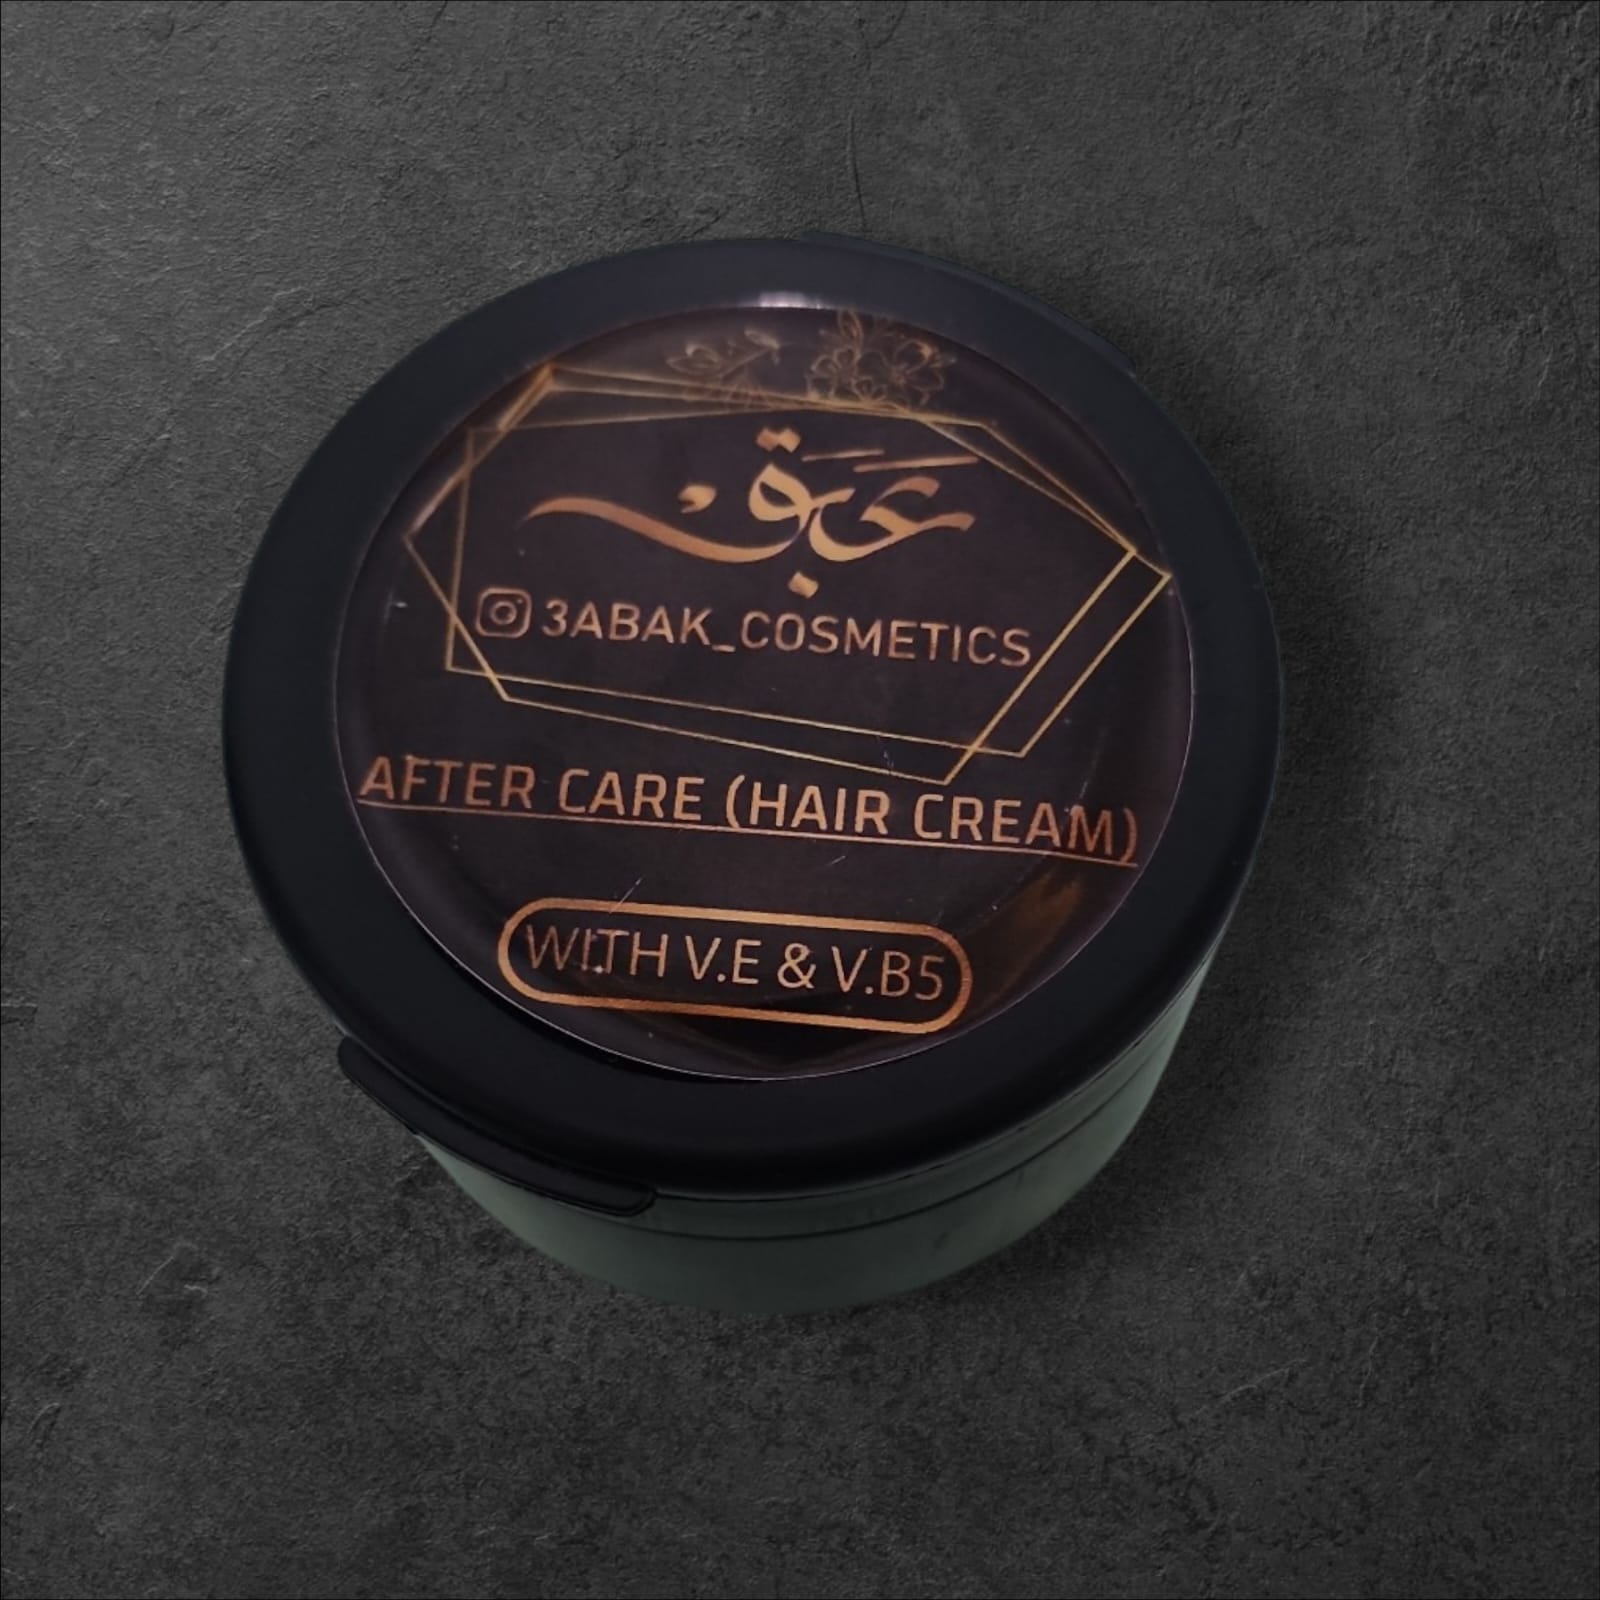 عبق
3ABAK_COSMETICS
AFTER CARE (HAIR CREAM)
WITH V.E & V.B5